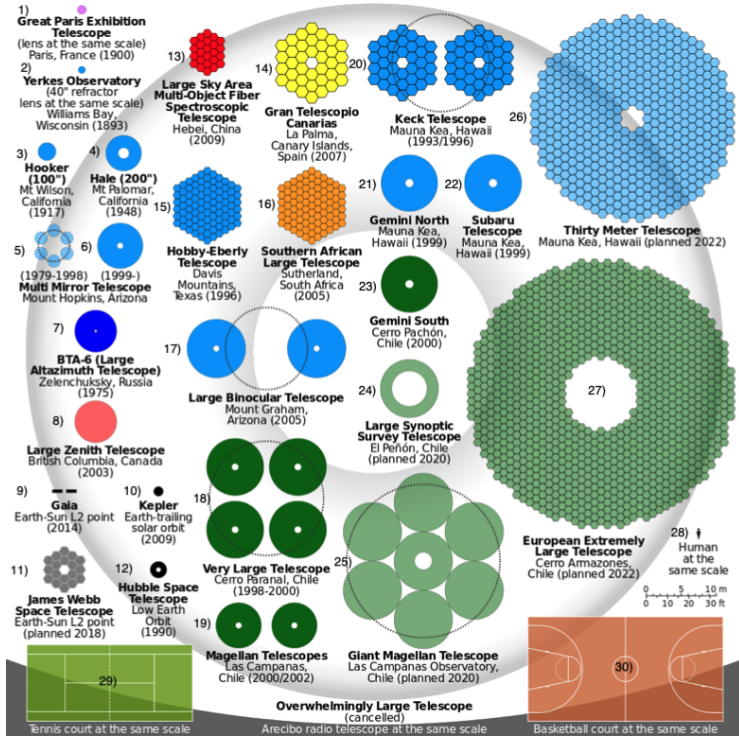 1)
Great Paris Exhibition
Telescope
(lens at the same scale)
Paris, France (1900)
2)
Yerkes Observatory
(40" refractor
lens at the same scale)
Williams Bay,
Wisconsin (1893)
3)
Hooker
(100")
Mt Wilson,
California
(1917)
4)
Hale (200")
Mt Palomar,
California
(1948)
5)
(1979-1998)
6)
(1999-)
Multi Mirror Telescope
Mount Hopkins, Arizona
7)
BTA-6 (Large
Altazimuth Telescope)
Zelenchuksky, Russia
(1975)
8)
Large Zenith Telescope
British Columbia, Canada
(2003)
9)
Gaia
Earth-Sun L2 point
(2014)
10)
Kepler
Earth-trailing
solar orbit
(2009)
11)
James Webb
Space Telescope
Earth-Sun L2 point
(planned 2018)
12)
Hubble Space
Telescope
Low Earth
Orbit
(1990)
13)
Large Sky Area
Multi-Object Fiber
Spectroscopic
Telescope
Hebei, China
(2009)
14)
Gran Telescopio
Canarias
La Palma,
Canary Islands,
Spain (2007)
15)
Hobby-Eberly
Telescope
Davis
Mountains,
Texas (1996)
16)
Southern African
Large Telescope
Sutherland,
South Africa
(2005)
17)
Large Binocular Telescope
Mount Graham,
Arizona (2005)
18)
Very Large Telescope
Cerro Paranal, Chile
(1998-2000)
19)
Magellan Telescopes
Las Campanas,
Chile (2000/2002)
20)
Keck Telescope
Mauna Kea, Hawaii
(1993/1996)
21)
Gemini North
Mauna Kea,
Hawaii (1999)
22)
Subaru
Telescope
Mauna Kea,
Hawaii (1999)
23)
Gemini South
Cerro Pachón,
Chile (2000)
24)
Large Synoptic
Survey Telescope
El Peñón, Chile
(planned 2020)
25)
Giant Magellan Telescope
Las Campanas Observatory,
Chile (planned 2020)
26)
Thirty Meter Telescope
Mauna Kea, Hawaii (planned 2022)
27)
European Extremely
Large Telescope
Cerro Armazones,
Chile (planned 2022)
28)
Human
at the
same scale
0 5 10 m
0 10 20 30 ft
29)
Tennis court at the same scale
Overwhelmingly Large Telescope
(cancelled)
Arecibo radio telescope at the same scale
30)
Basketball court at the same scale